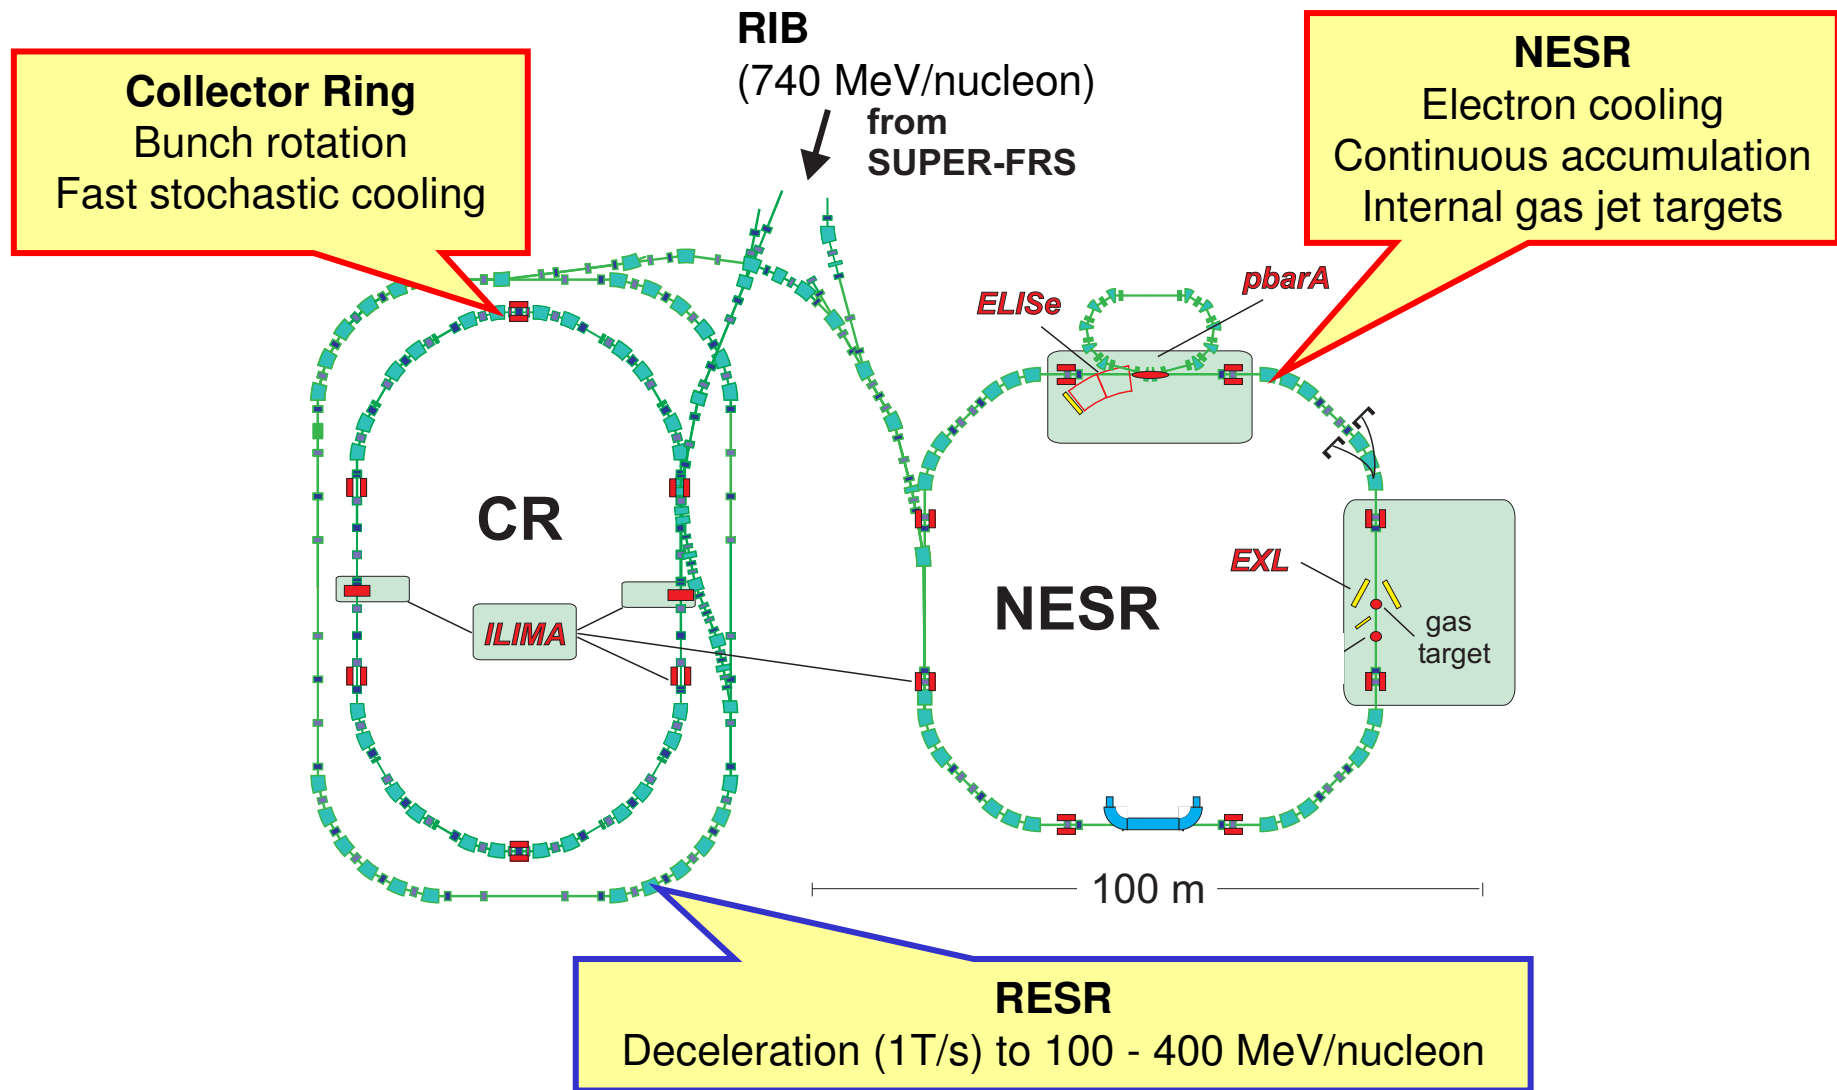 RIB
(740 MeV/nucleon)
from
SUPER-FRS
Collector Ring
Bunch rotation
Fast stochastic cooling
NESR
Electron cooling
Continuous accumulation
Internal gas jet targets
ELISe
pbarA
CR
ILIMA
NESR
EXL
gas
target
100 m
RESR
Deceleration (1T/s) to 100 - 400 MeV/nucleon